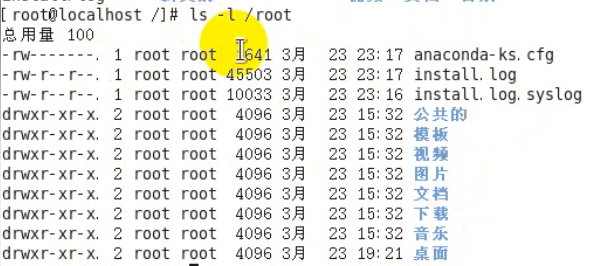 [root@localhost /]# ls -l /root
总用量 100
-rw-------. 1 root root 1641 3月 23 23:17 anaconda-ks.cfg
-rw-r--r--. 1 root root 45503 3月 23 23:17 install.log
-rw-r--r--. 1 root root 10033 3月 23 23:16 install.log.syslog
drwxr-xr-x. 2 root root 4096 3月 23 15:32 公共的
drwxr-xr-x. 2 root root 4096 3月 23 15:32 模板
drwxr-xr-x. 2 root root 4096 3月 23 15:32 视频
drwxr-xr-x. 2 root root 4096 3月 23 15:32 图片
drwxr-xr-x. 2 root root 4096 3月 23 15:32 文档
drwxr-xr-x. 2 root root 4096 3月 23 15:32 下载
drwxr-xr-x. 2 root root 4096 3月 23 15:32 音乐
drwxr-xr-x. 2 root root 4096 3月 23 19:21 桌面